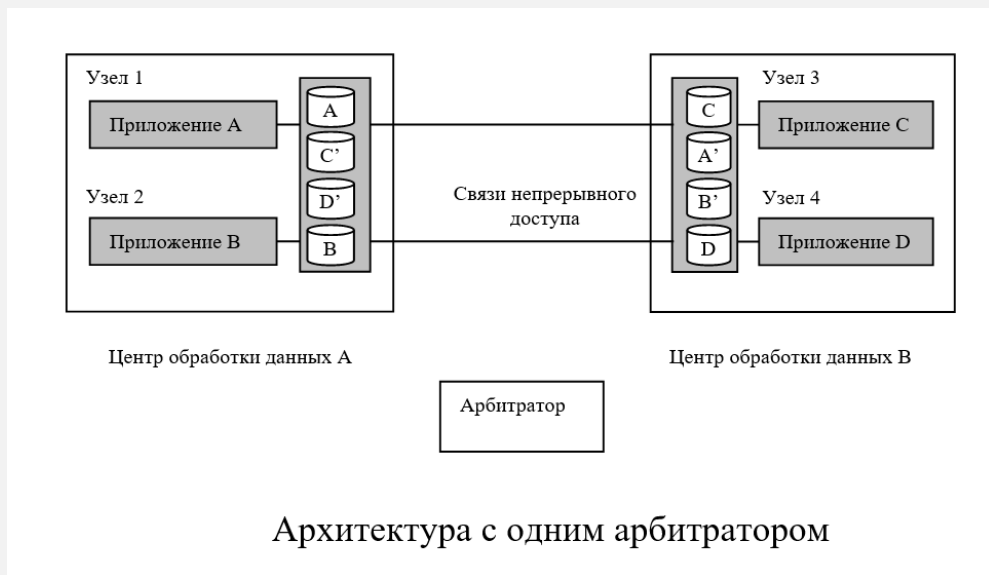 Узел 1
Приложение А
A
C’
D’
B
Узел 2
Приложение В
Связи непрерывного
доступа
C
A’
B’
D
Узел 3
Приложение С
Узел 4
Приложение D
Центр обработки данных А
Центр обработки данных В
Арбитратор
Архитектура с одним арбитратором